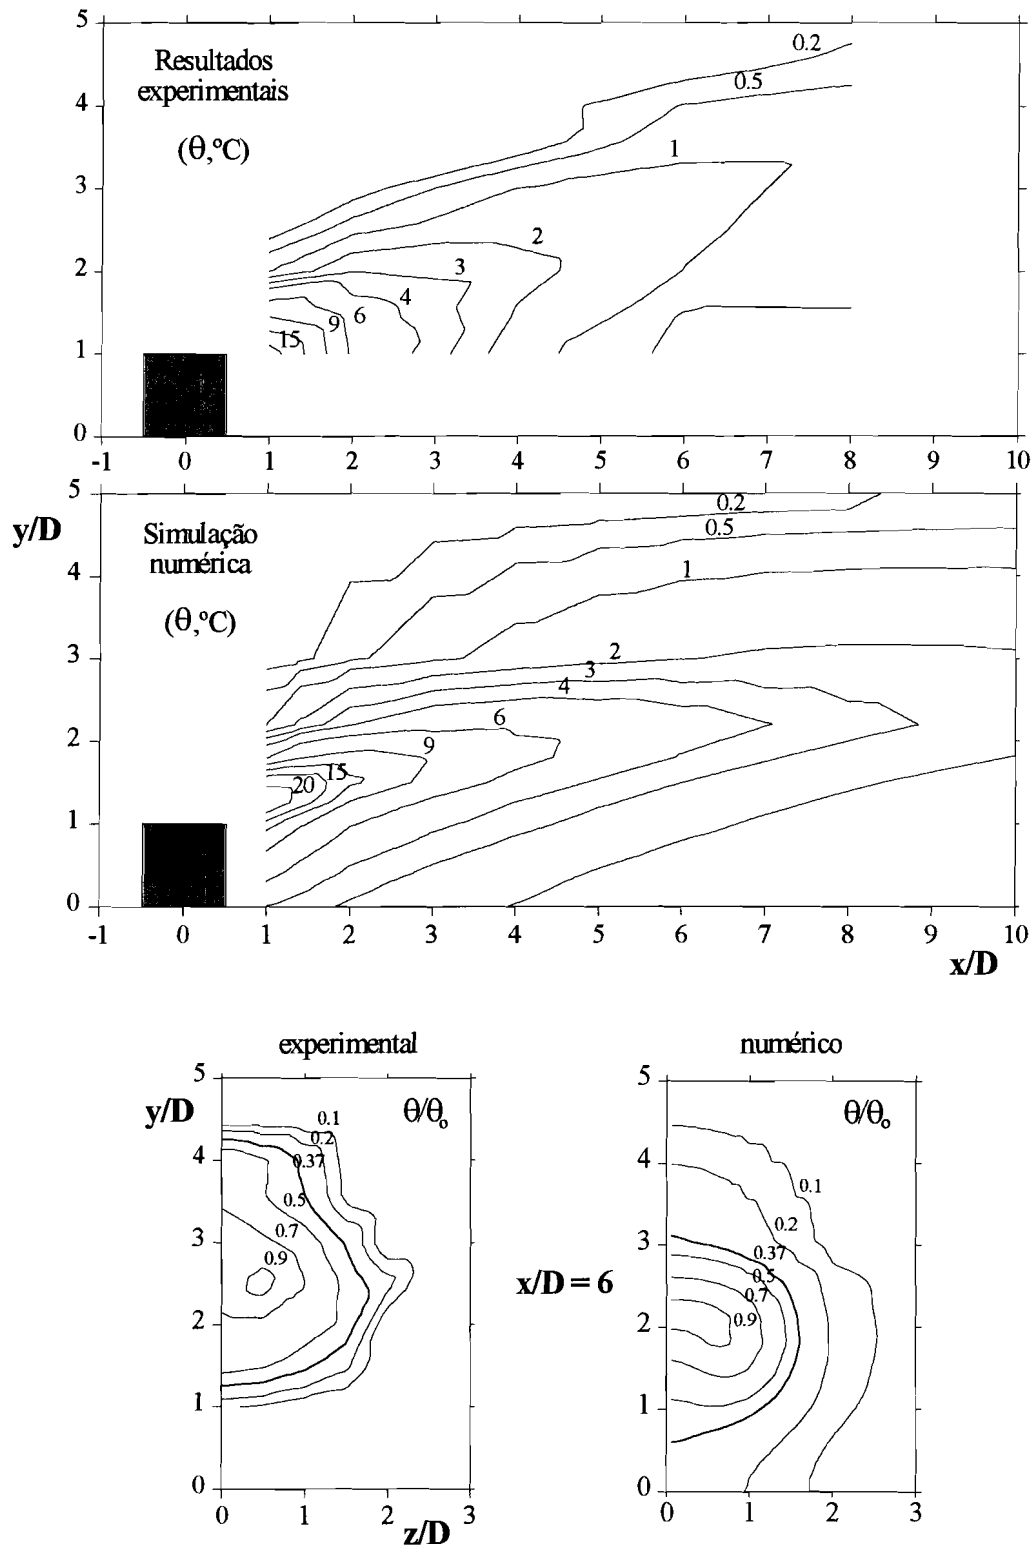 5
4
3
2
1
0
Resultados
experimentais
(θ,ºC)
0.2
0.5
1
2
3
4
6
9
15
-1 0 1 2 3 4 5 6 7 8 9 10
y/D
5
4
3
2
1
0
Simulação
numérica
(θ,ºC)
0.2
0.5
1
2
3
4
6
9
15
20
-1 0 1 2 3 4 5 6 7 8 9 10
x/D
experimental
y/D
5
4
3
2
1
0
θ/θo
0.1
0.2
0.37
0.5
0.7
0.9
0 1 2 3
z/D
x/D = 6
numérico
5
4
3
2
1
0
θ/θo
0.1
0.2
0.37
0.5
0.7
0.9
0 1 2 3